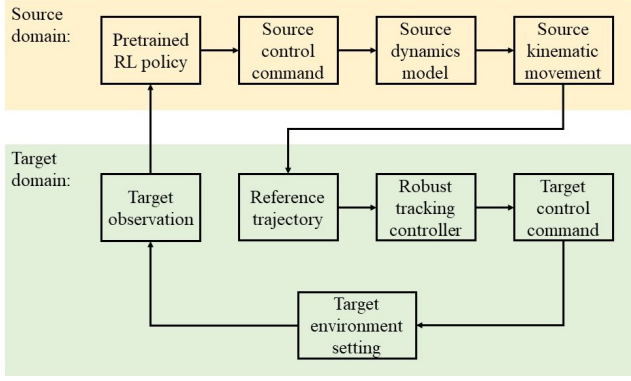 Source
domain:
Pretrained
RL policy
Source
control
command
Source
dynamics
model
Source
kinematic
movement
Target
domain:
Target
observation
Reference
trajectory
Robust
tracking
controller
Target
control
command
Target
environment
setting